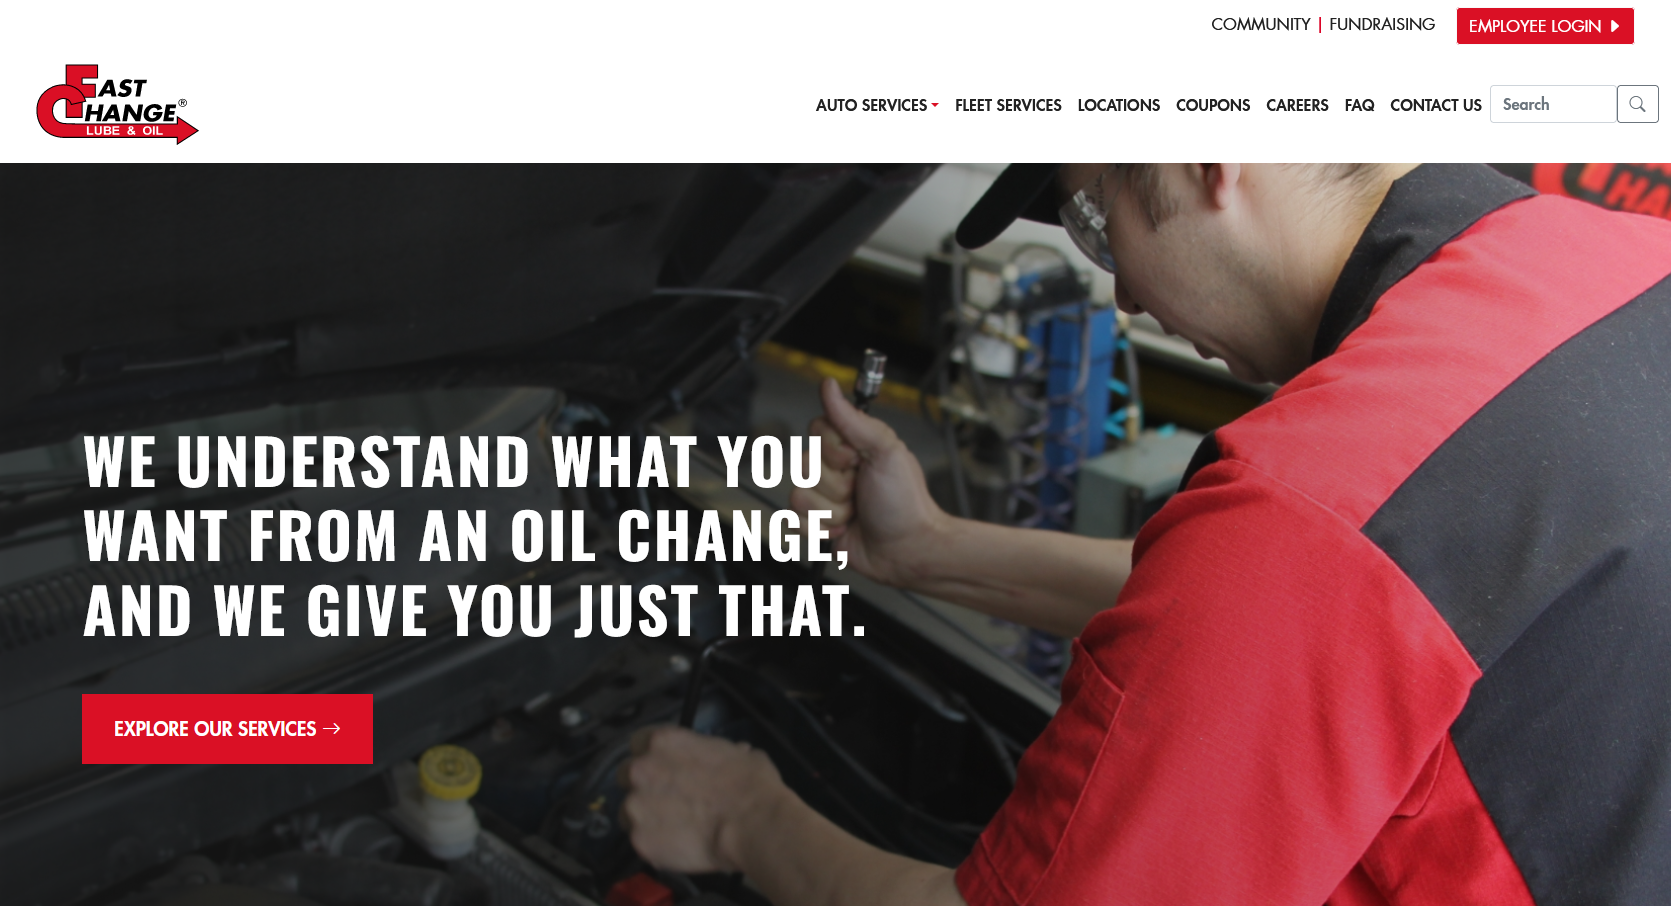 COMMUNITY | FUNDRAISING
EMPLOYEE LOGIN
FAST
CHANGE®
LUBE & OIL
AUTO SERVICES
FLEET SERVICES
LOCATIONS
COUPONS
CAREERS
FAQ
CONTACT US
Search
WE UNDERSTAND WHAT YOU
WANT FROM AN OIL CHANGE,
AND WE GIVE YOU JUST THAT.
EXPLORE OUR SERVICES →